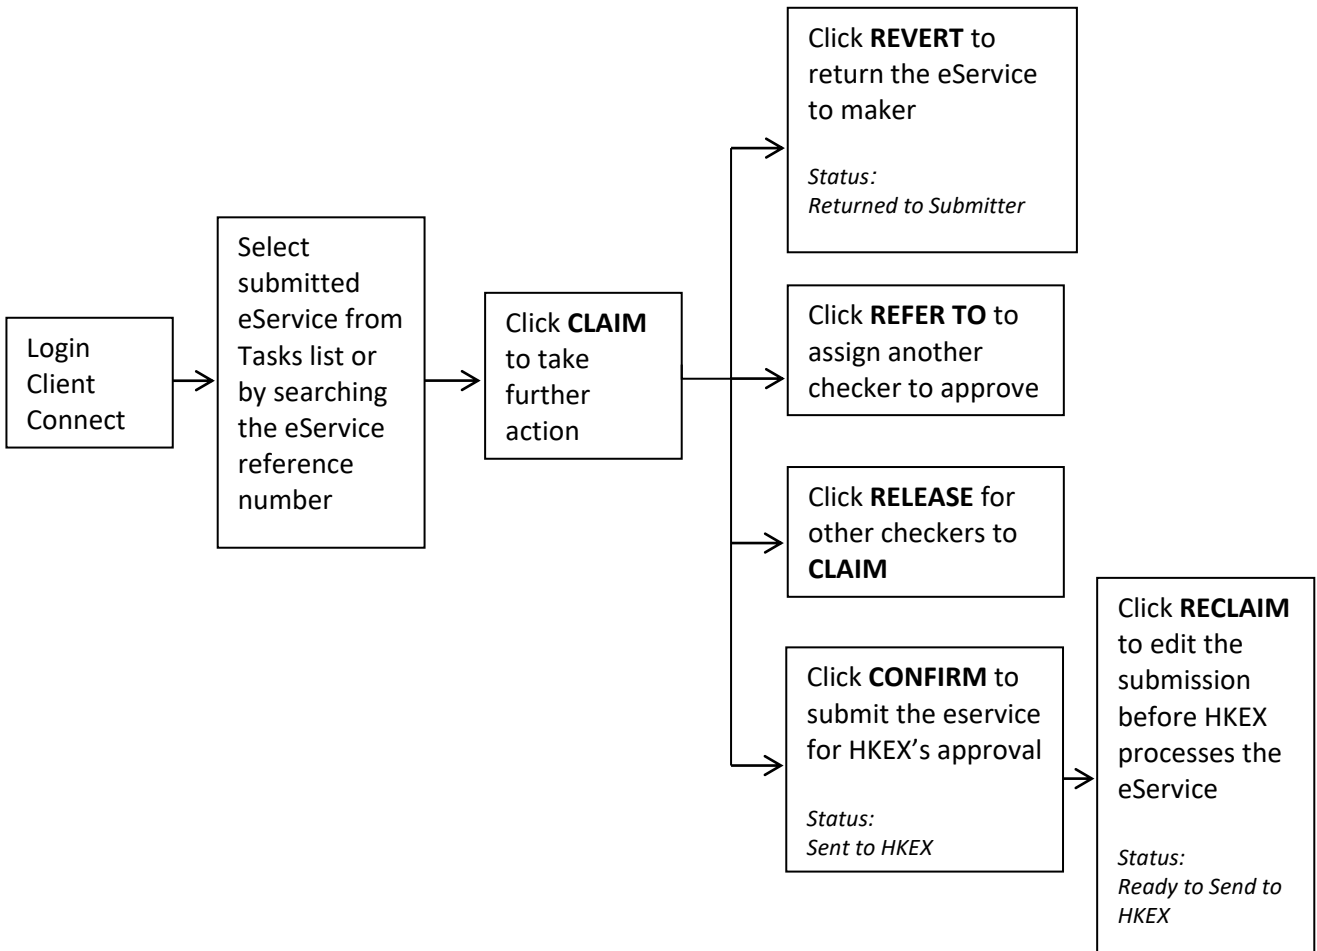 Login
Client
Connect
Select
submitted
eService from
Tasks list or
by searching
the eService
reference
number
Click CLAIM
to take
further
action
Click REVERT to
return the eService
to maker
Status:
Returned to Submitter
Click REFER TO to
assign another
checker to approve
Click RELEASE for
other checkers to
CLAIM
Click CONFIRM to
submit the eservice
for HKEX’s approval
Status:
Sent to HKEX
Click RECLAIM
to edit the
submission
before HKEX
processes the
eService
Status:
Ready to Send to
HKEX